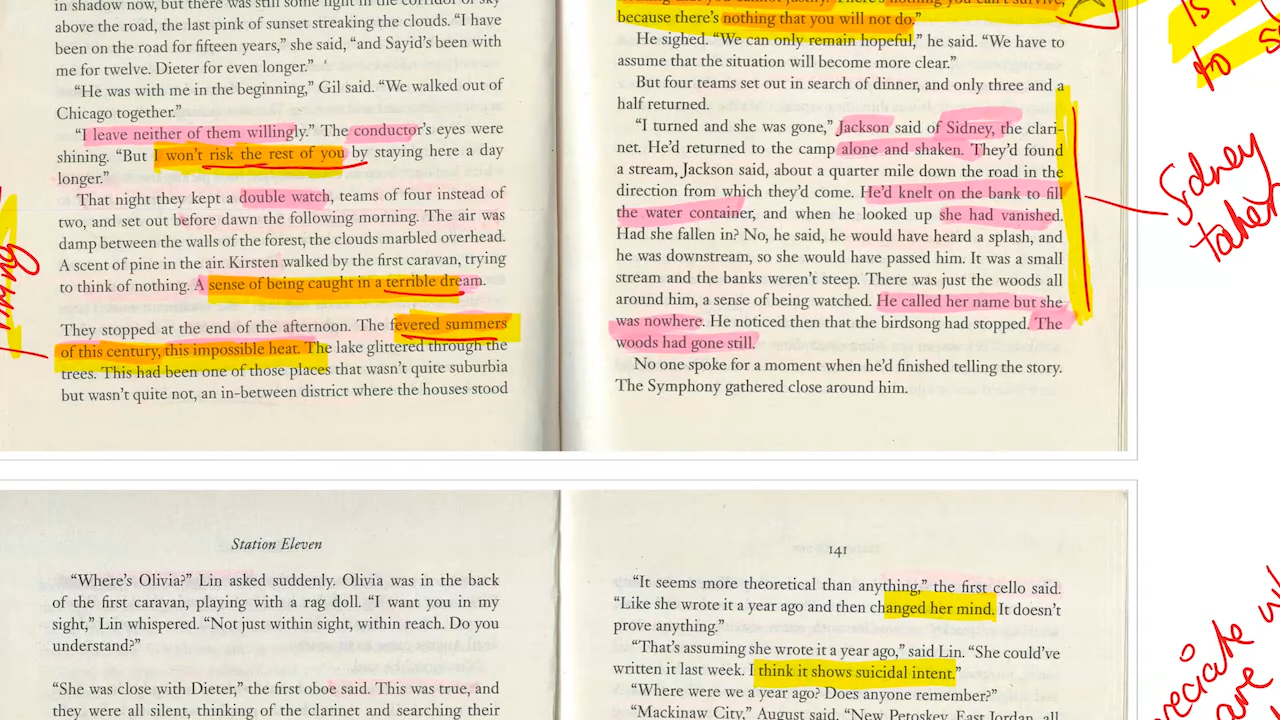 in shadow now, but there was still some light in the corridor of sky
above the road, the last pink of sunset streaking the clouds. “I have
been on the road for fifteen years,” she said, “and Sayid’s been with
me for twelve. Dieter for even longer.”
“He was with me in the beginning,” Gil said. “We walked out of
Chicago together.”
“I leave neither of them willingly.” The conductor’s eyes were
shining. “But I won’t risk the rest of you by staying here a day
longer.”
That night they kept a double watch, teams of four instead of
two, and set out before dawn the following morning. The air was
damp between the walls of the forest, the clouds marbled overhead.
A scent of pine in the air. Kirsten walked by the first caravan, trying
to think of nothing. A sense of being caught in a terrible dream.
They stopped at the end of the afternoon. The fevered summers
of this century, this impossible heat. The lake glittered through the
trees. This had been one of those places that wasn’t quite suburbia
but wasn’t quite not, an in-between district where the houses stood
because there’s nothing that you will not do.”
He sighed. “We can only remain hopeful,” he said. “We have to
assume that the situation will become more clear.”
But four teams set out in search of dinner, and only three and a
half returned.
“I turned and she was gone,” Jackson said of Sidney, the clari-
net. He’d returned to the camp alone and shaken. They’d found
a stream, Jackson said, about a quarter mile down the road in the
direction from which they’d come. He’d knelt on the bank to fill
the water container, and when he looked up she had vanished.
Had she fallen in? No, he said, he would have heard a splash, and
he was downstream, so she would have passed him. It was a small
stream and the banks weren’t steep. There was just the woods all
around him, a sense of being watched. He called her name but she
was nowhere. He noticed then that the birdsong had stopped. The
woods had gone still.
No one spoke for a moment when he’d finished telling the story.
The Symphony gathered close around him.
is
to
Sidney
taken
Station Eleven
“Where’s Olivia?” Lin asked suddenly. Olivia was in the back
of the first caravan, playing with a rag doll. “I want you in my
sight,” Lin whispered. “Not just within sight, within reach. Do you
understand?”
“She was close with Dieter,” the first oboe said. This was true, and
they were all silent, thinking of the clarinet and searching their
141
“It seems more theoretical than anything,” the first cello said.
“Like she wrote it a year ago and then changed her mind. It doesn’t
prove anything.”
“That’s assuming she wrote it a year ago,” said Lin. “She could’ve
written it last week. I think it shows suicidal intent.”
“Where were we a year ago? Does anyone remember?”
“Mackinaw City,” August said. “New Petoskey, East Jordan, all